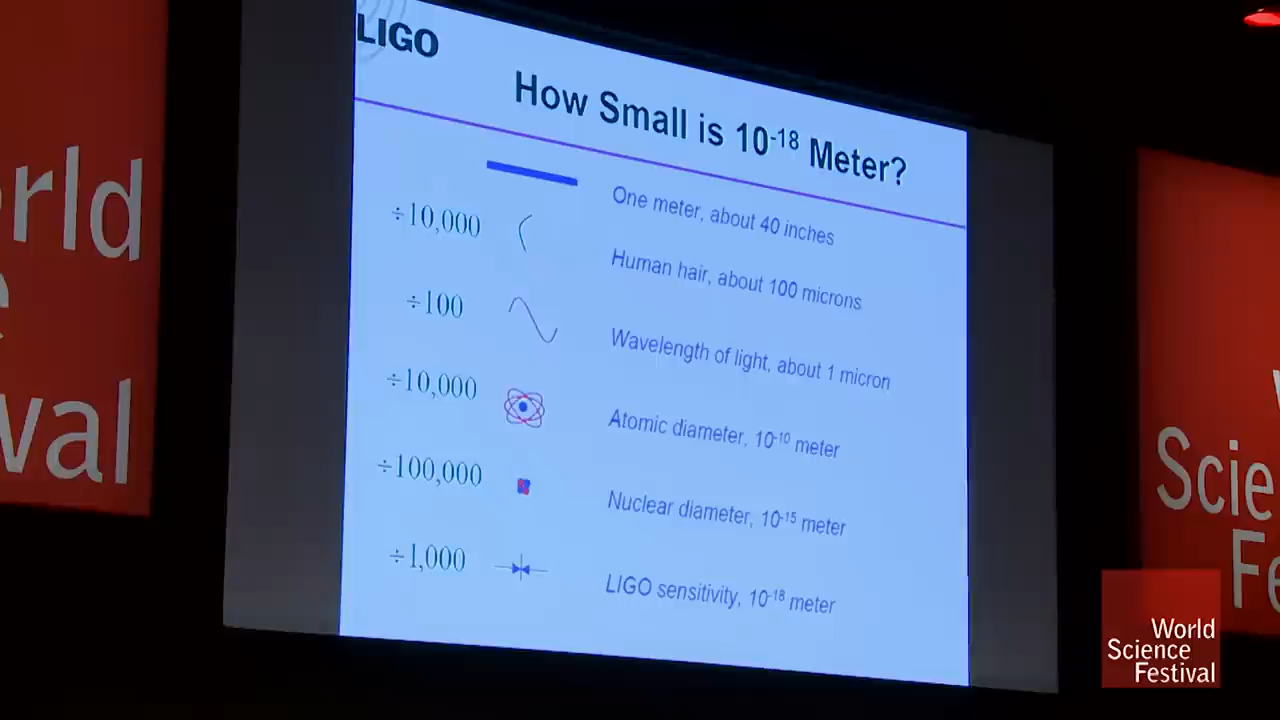 LIGO
How Small is 10⁻¹⁸ Meter?
One meter, about 40 inches
÷10,000
Human hair, about 100 microns
÷100
Wavelength of light, about 1 micron
÷10,000
Atomic diameter, 10⁻¹⁰ meter
÷100,000
Nuclear diameter, 10⁻¹⁵ meter
÷1,000
LIGO sensitivity, 10⁻¹⁸ meter
World
Science
Festival